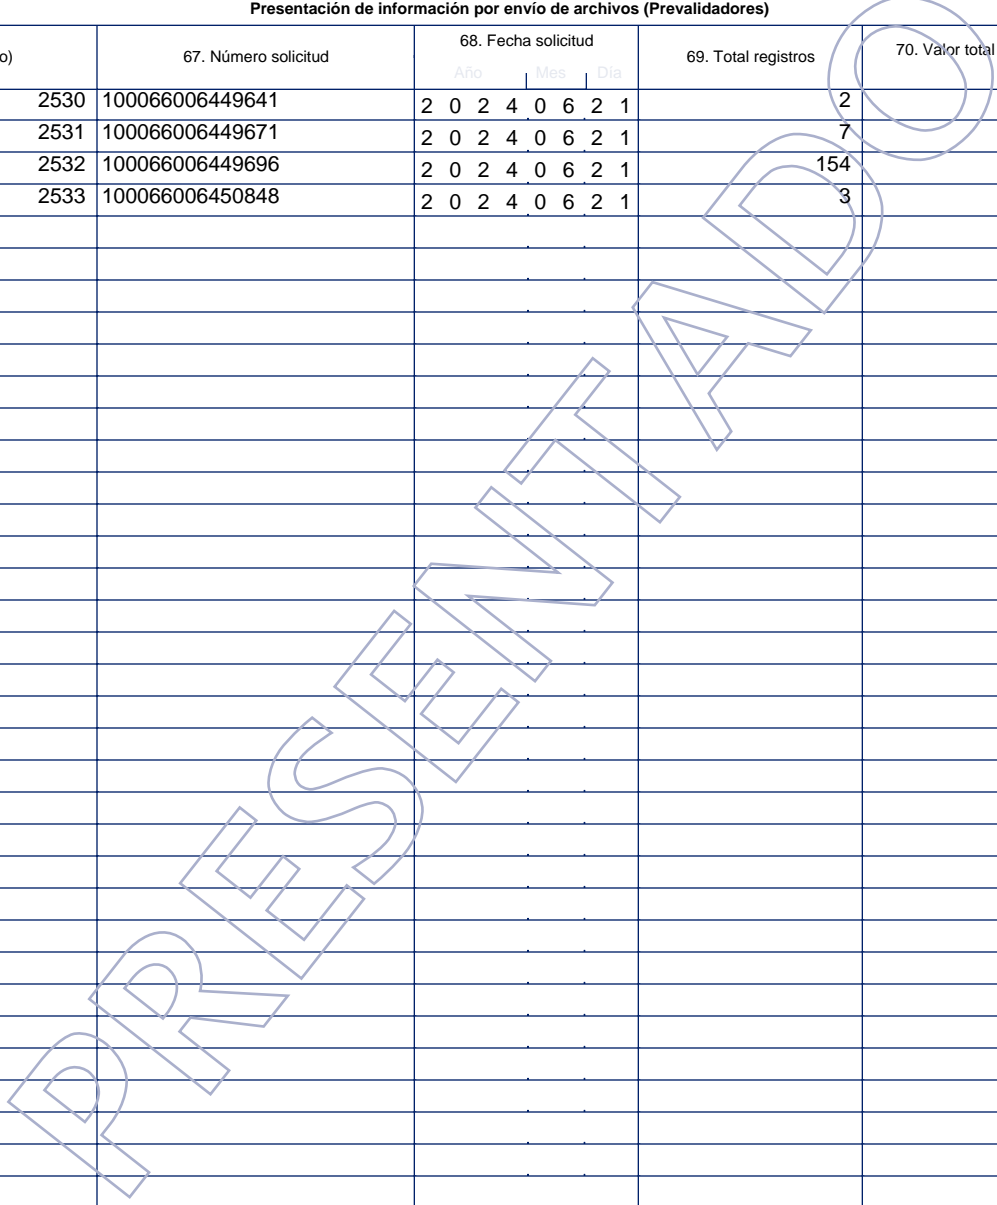 Presentación de información por envío de archivos (Prevalidadores)
o) 67. Número solicitud 68. Fecha solicitud 69. Total registros 70. Valor total
Año Mes Día
2530 100066006449641 2 0 2 4 0 6 2 1 2
2531 100066006449671 2 0 2 4 0 6 2 1 7
2532 100066006449696 2 0 2 4 0 6 2 1 154
2533 100066006450848 2 0 2 4 0 6 2 1 3
PRESENTADO